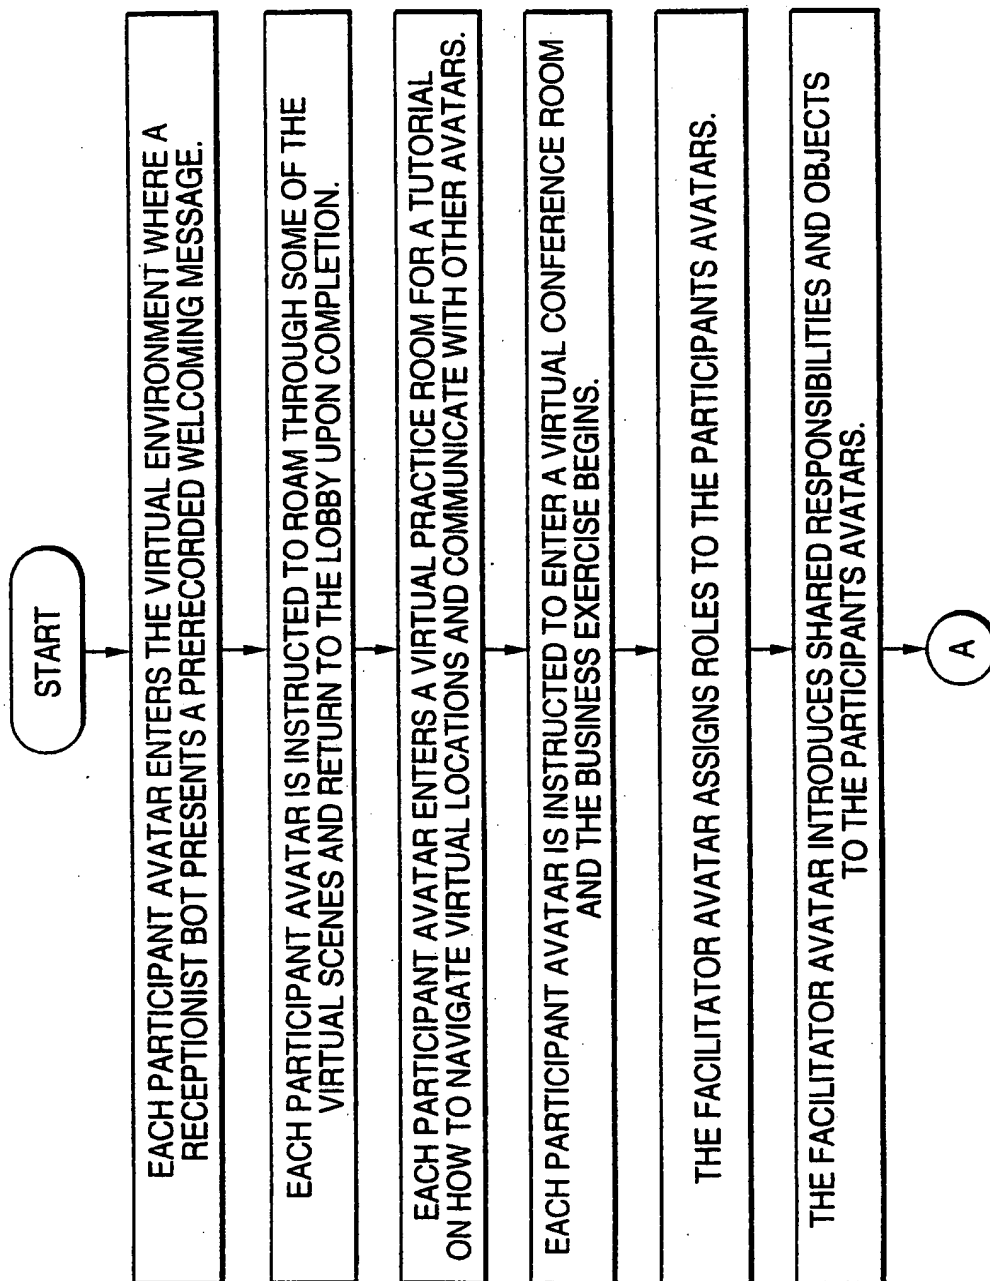 START
EACH PARTICIPANT AVATAR ENTERS THE VIRTUAL ENVIRONMENT WHERE A
RECEPTIONIST BOT PRESENTS A PRERECORDED WELCOMING MESSAGE.
EACH PARTICIPANT AVATAR IS INSTRUCTED TO ROAM THROUGH SOME OF THE
VIRTUAL SCENES AND RETURN TO THE LOBBY UPON COMPLETION.
EACH PARTICIPANT AVATAR ENTERS A VIRTUAL PRACTICE ROOM FOR A TUTORIAL
ON HOW TO NAVIGATE VIRTUAL LOCATIONS AND COMMUNICATE WITH OTHER AVATARS.
EACH PARTICIPANT AVATAR IS INSTRUCTED TO ENTER A VIRTUAL CONFERENCE ROOM
AND THE BUSINESS EXERCISE BEGINS.
THE FACILITATOR AVATAR ASSIGNS ROLES TO THE PARTICIPANTS AVATARS.
THE FACILITATOR AVATAR INTRODUCES SHARED RESPONSIBILITIES AND OBJECTS
TO THE PARTICIPANTS AVATARS.
A